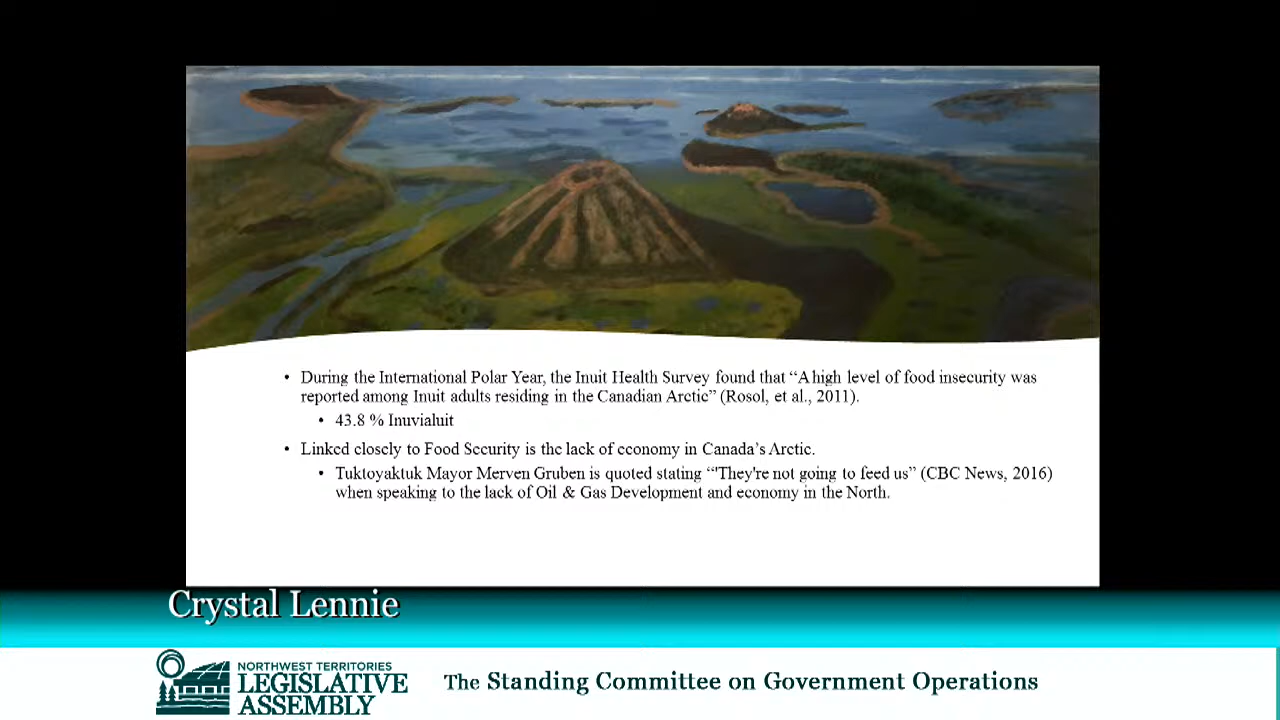 • During the International Polar Year, the Inuit Health Survey found that “A high level of food insecurity was
reported among Inuit adults residing in the Canadian Arctic” (Rosol, et al., 2011).
• 43.8 % Inuvialuit
• Linked closely to Food Security is the lack of economy in Canada’s Arctic.
• Tuktoyaktuk Mayor Merven Gruben is quoted stating “'They're not going to feed us” (CBC News, 2016)
when speaking to the lack of Oil & Gas Development and economy in the North.
Crystal Lennie
NORTHWEST TERRITORIES
LEGISLATIVE
ASSEMBLY
The Standing Committee on Government Operations